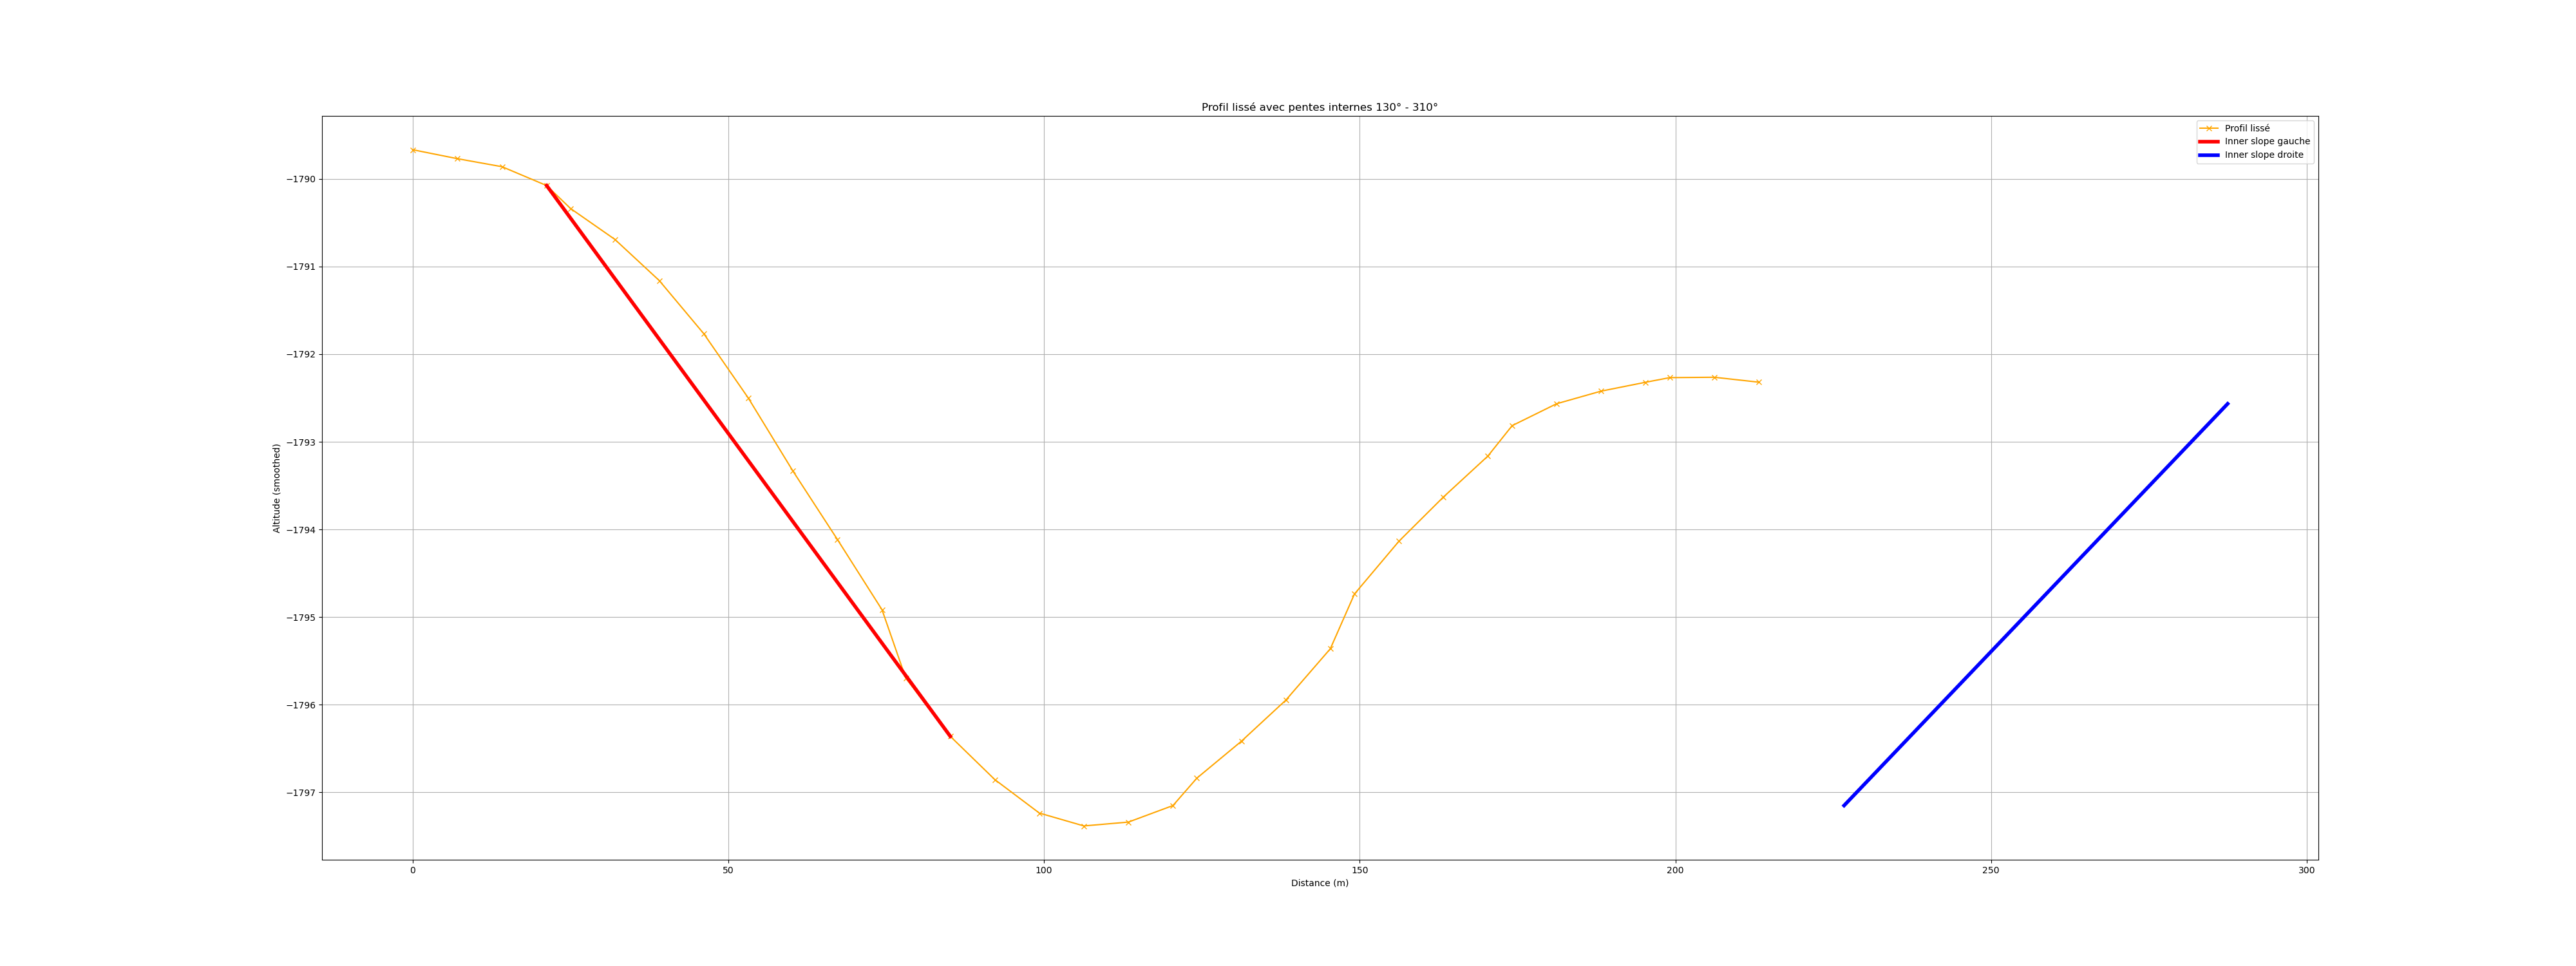 Profil lissé avec pentes internes 130° - 310°
Profil lissé
Inner slope gauche
Inner slope droite
−1790
−1791
−1792
−1793
−1794
−1795
−1796
−1797
Altitude (smoothed)
0 50 100 150 200 250 300
Distance (m)